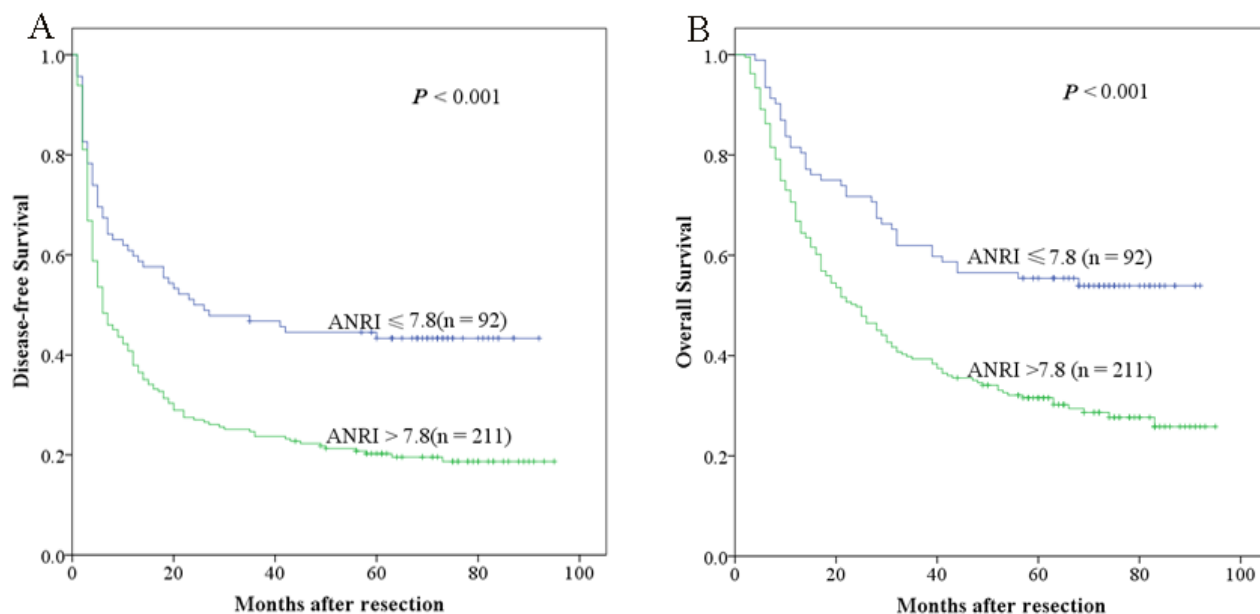 A
P < 0.001
Disease-free Survival
1.0
0.8
0.6
0.4
0.2
0.0
ANRI ≤ 7.8(n = 92)
ANRI > 7.8(n = 211)
0 20 40 60 80 100
Months after resection
B
P < 0.001
Overall Survival
1.0
0.8
0.6
0.4
0.2
0.0
ANRI ≤ 7.8 (n = 92)
ANRI >7.8 (n = 211)
0 20 40 60 80 100
Months after resection